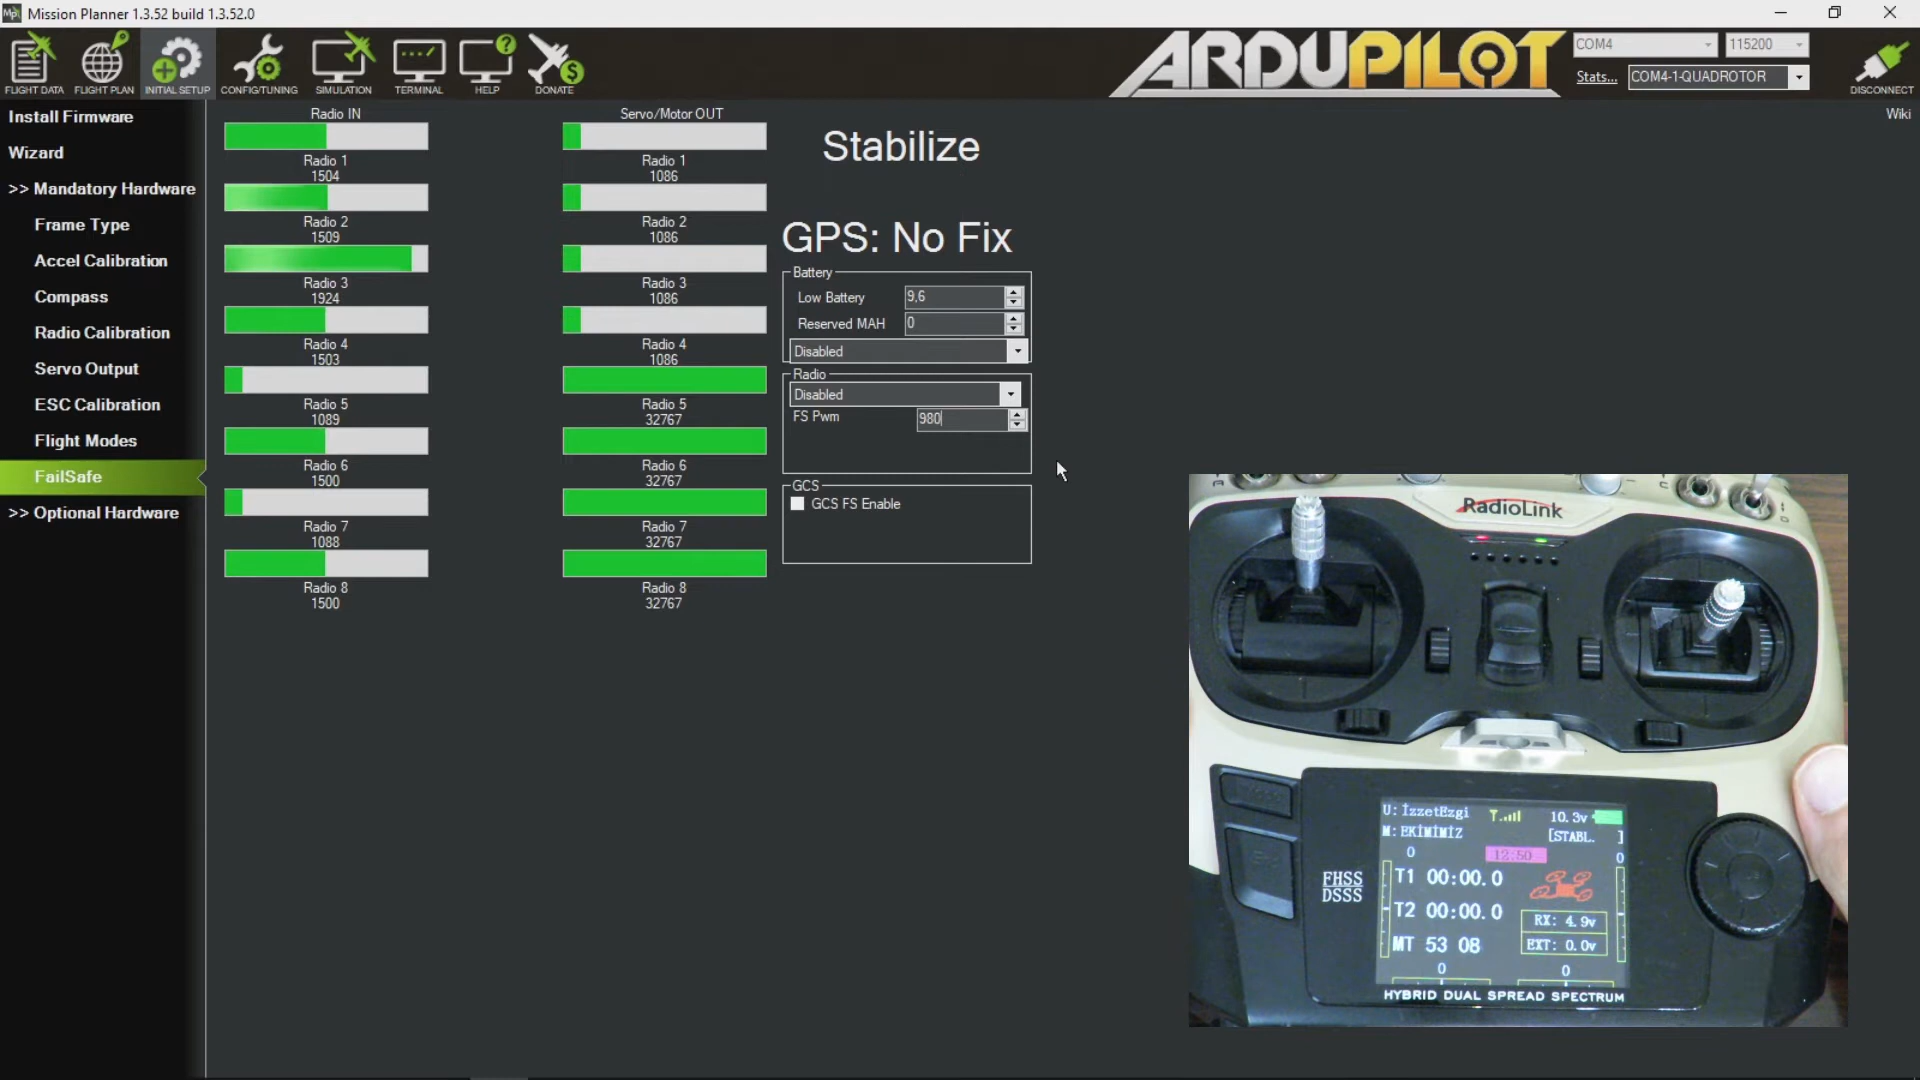 Mission Planner 1.3.52 build 1.3.52.0
FLIGHT DATA
FLIGHT PLAN
INITIAL SETUP
CONFIG/TUNING
SIMULATION
TERMINAL
HELP
DONATE
ARDUPILOT
COM4
115200
Stats...
COM4-1-QUADROTOR
DISCONNECT
Wiki
Install Firmware
Wizard
>> Mandatory Hardware
Frame Type
Accel Calibration
Compass
Radio Calibration
Servo Output
ESC Calibration
Flight Modes
FailSafe
>> Optional Hardware
Radio IN
Radio 1
1504
Radio 2
1509
Radio 3
1924
Radio 4
1503
Radio 5
1089
Radio 6
1500
Radio 7
1088
Radio 8
1500
Servo/Motor OUT
Radio 1
1086
Radio 2
1086
Radio 3
1086
Radio 4
1086
Radio 5
32767
Radio 6
32767
Radio 7
32767
Radio 8
32767
Stabilize
GPS: No Fix
Battery
Low Battery 9,6
Reserved MAH 0
Disabled
Radio
Disabled
FS Pwm 980
GCS
GCS FS Enable
RadioLink
U: İzzetEzgi 10.3v
M: EKİMİMİZ [STABL. ]
0 12:50 0
T1 00:00.0
T2 00:00.0
RX: 4.9v
MT 53 08
EXT: 0.0v
0 0
FHSS
DSSS
HYBRID DUAL SPREAD SPECTRUM